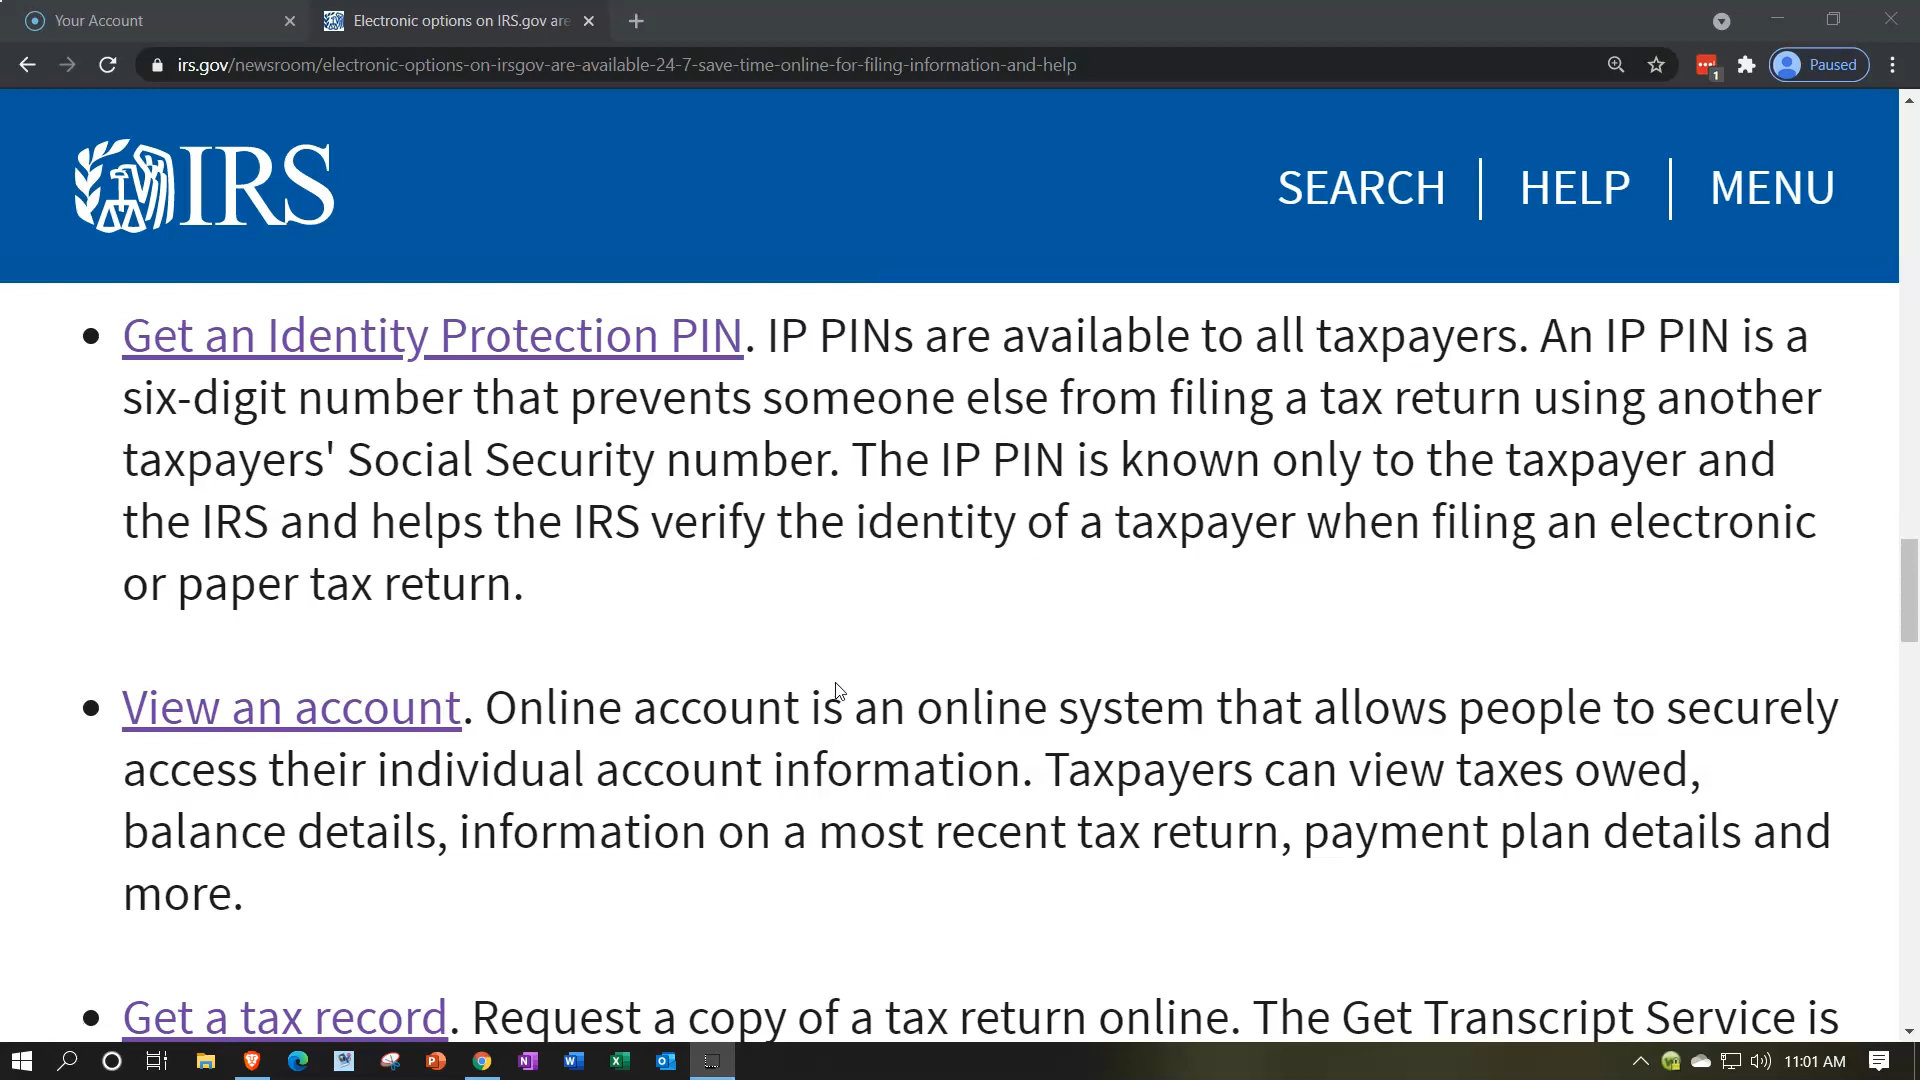 Your Account
Electronic options on IRS.gov are
irs.gov/newsroom/electronic-options-on-irsgov-are-available-24-7-save-time-online-for-filing-information-and-help
1
Paused
IRS
SEARCH
HELP
MENU
• Get an Identity Protection PIN. IP PINs are available to all taxpayers. An IP PIN is a
six-digit number that prevents someone else from filing a tax return using another
taxpayers' Social Security number. The IP PIN is known only to the taxpayer and
the IRS and helps the IRS verify the identity of a taxpayer when filing an electronic
or paper tax return.
• View an account. Online account is an online system that allows people to securely
access their individual account information. Taxpayers can view taxes owed,
balance details, information on a most recent tax return, payment plan details and
more.
• Get a tax record. Request a copy of a tax return online. The Get Transcript Service is
11:01 AM